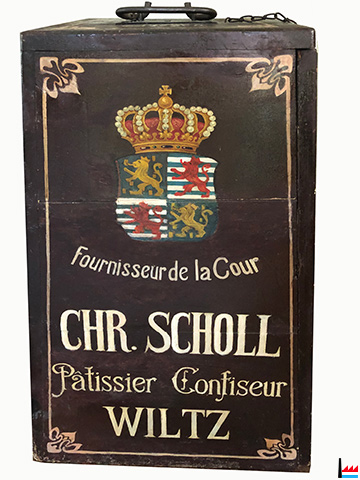 Fournisseur de la Cour
CHR. SCHOLL
Pâtissier Confiseur
WILTZ